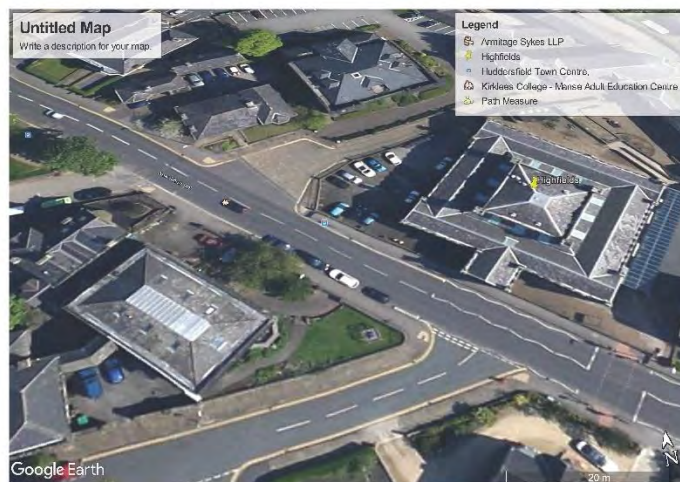 Untitled Map
Write a description for your map.
Legend
Armitage Sykes LLP
Highfields
Huddersfield Town Centre,
Kirklees College - Manse Adult Education Centre
Path Measure
Highfields
Google Earth
20 m
N